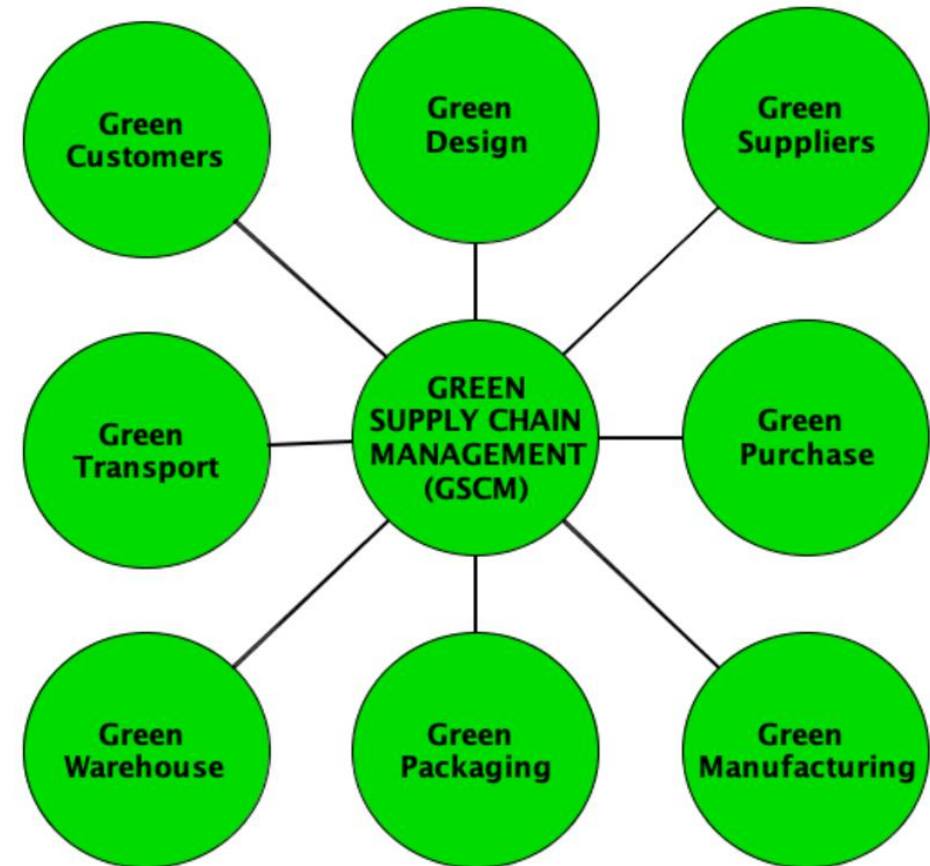 Green
Customers
Green
Design
Green
Suppliers
Green
Transport
GREEN
SUPPLY CHAIN
MANAGEMENT
(GSCM)
Green
Purchase
Green
Warehouse
Green
Packaging
Green
Manufacturing